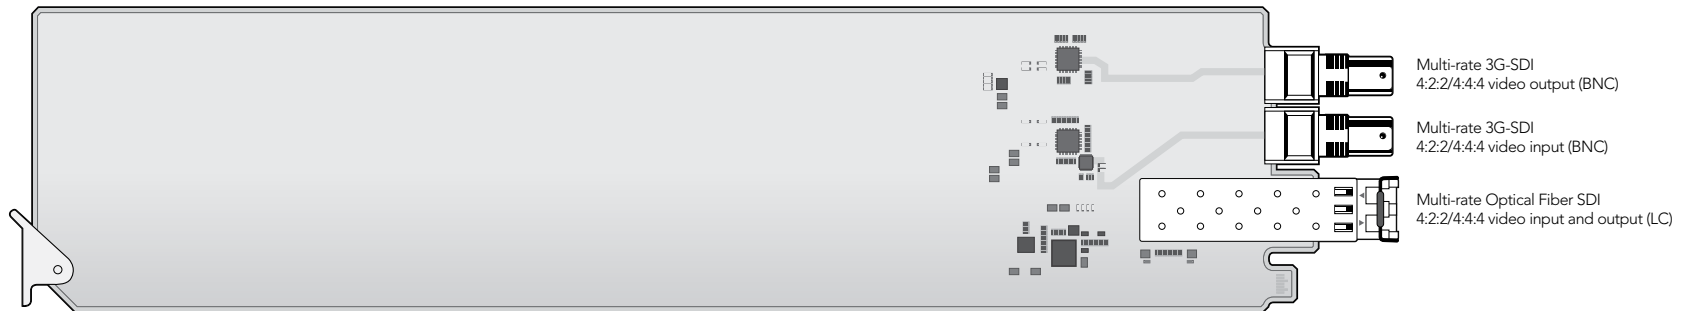 Multi-rate 3G-SDI
4:2:2/4:4:4 video output (BNC)
Multi-rate 3G-SDI
4:2:2/4:4:4 video input (BNC)
Multi-rate Optical Fiber SDI
4:2:2/4:4:4 video input and output (LC)